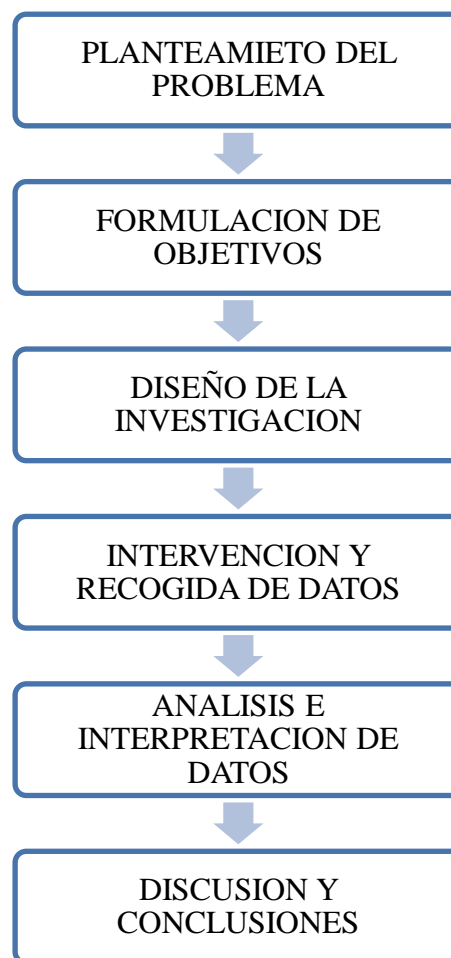 PLANTEAMIETO DEL
PROBLEMA
FORMULACION DE
OBJETIVOS
DISEÑO DE LA
INVESTIGACION
INTERVENCION Y
RECOGIDA DE DATOS
ANALISIS E
INTERPRETACION DE
DATOS
DISCUSION Y
CONCLUSIONES